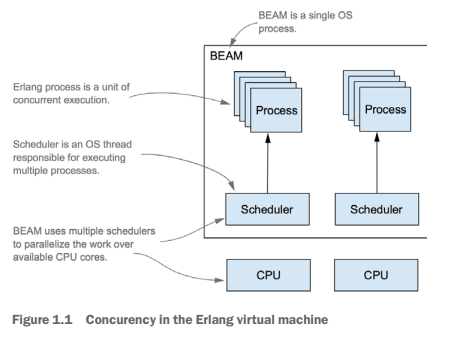 BEAM is a single OS
process.
BEAM
Erlang process is a unit of
concurrent execution.
Process
Process
Scheduler is an OS thread
responsible for executing
multiple processes.
Scheduler
Scheduler
BEAM uses multiple schedulers
to parallelize the work over
available CPU cores.
CPU
CPU
Figure 1.1 Concurency in the Erlang virtual machine